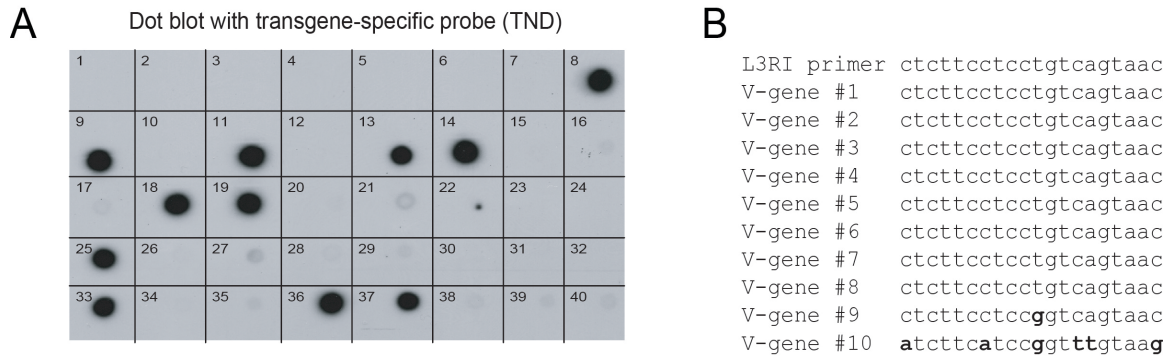 A
Dot blot with transgene-specific probe (TND)
1 2 3 4 5 6 7 8
9 10 11 12 13 14 15 16
17 18 19 20 21 22 23 24
25 26 27 28 29 30 31 32
33 34 35 36 37 38 39 40
B
L3RI primer ctcttcctcctgtcagtaac
V-gene #1 ctcttcctcctgtcagtaac
V-gene #2 ctcttcctcctgtcagtaac
V-gene #3 ctcttcctcctgtcagtaac
V-gene #4 ctcttcctcctgtcagtaac
V-gene #5 ctcttcctcctgtcagtaac
V-gene #6 ctcttcctcctgtcagtaac
V-gene #7 ctcttcctcctgtcagtaac
V-gene #8 ctcttcctcctgtcagtaac
V-gene #9 ctcttcctccggtcagtaac
V-gene #10 atcttcatccggttttgtaag